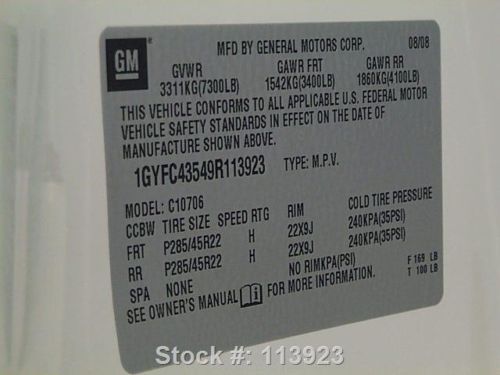 GM
MFD BY GENERAL MOTORS CORP. 08/08
GVWR GAWR FRT GAWR RR
3311KG(7300LB) 1542KG(3400LB) 1860KG(4100LB)
THIS VEHICLE CONFORMS TO ALL APPLICABLE U.S. FEDERAL MOTOR
VEHICLE SAFETY STANDARDS IN EFFECT ON THE DATE OF
MANUFACTURE SHOWN ABOVE.
1GYFC43549R113923 TYPE: M.P.V.
MODEL: C10706
CCBW TIRE SIZE SPEED RTG RIM COLD TIRE PRESSURE
FRT P285/45R22 H 22X9J 240KPA(35PSI)
RR P285/45R22 H 22X9J 240KPA(35PSI)
SPA NONE NO RIMKPA(PSI)
SEE OWNER'S MANUAL FOR MORE INFORMATION.
F 169 LB
T 100 LB
Stock #: 113923